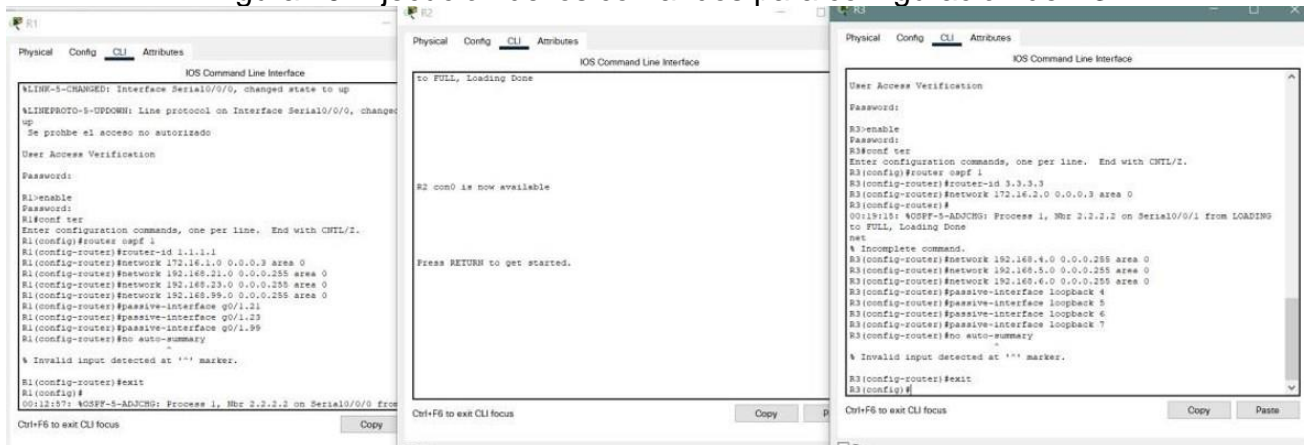 R1
Physical Config CLI Attributes
IOS Command Line Interface
%LINK-5-CHANGED: Interface Serial0/0/0, changed state to up
%LINEPROTO-5-UPDOWN: Line protocol on Interface Serial0/0/0, changed
up
Se prohbe el acceso no autorizado
User Access Verification
Password:
R1>enable
Password:
R1#conf ter
Enter configuration commands, one per line. End with CNTL/Z.
R1(config)#router ospf 1
R1(config-router)#router-id 1.1.1.1
R1(config-router)#network 172.16.1.0 0.0.0.3 area 0
R1(config-router)#network 192.168.21.0 0.0.0.255 area 0
R1(config-router)#network 192.168.23.0 0.0.0.255 area 0
R1(config-router)#network 192.168.99.0 0.0.0.255 area 0
R1(config-router)#passive-interface g0/1.21
R1(config-router)#passive-interface g0/1.23
R1(config-router)#passive-interface g0/1.99
R1(config-router)#no auto-summary
^
% Invalid input detected at '^' marker.
R1(config-router)#exit
R1(config)#
00:12:57: %OSPF-5-ADJCHG: Process 1, Nbr 2.2.2.2 on Serial0/0/0 from
Ctrl+F6 to exit CLI focus
Copy
R2
Physical Config CLI Attributes
IOS Command Line Interface
to FULL, Loading Done
R2 con0 is now available
Press RETURN to get started.
Ctrl+F6 to exit CLI focus
Copy
P
R3
Physical Config CLI Attributes
IOS Command Line Interface
User Access Verification
Password:
R3>enable
Password:
R3#conf ter
Enter configuration commands, one per line. End with CNTL/Z.
R3(config)#router ospf 1
R3(config-router)#router-id 3.3.3.3
R3(config-router)#network 172.16.2.0 0.0.0.3 area 0
R3(config-router)#
00:19:15: %OSPF-5-ADJCHG: Process 1, Nbr 2.2.2.2 on Serial0/0/1 from LOADING
to FULL, Loading Done
net
% Incomplete command.
R3(config-router)#network 192.168.4.0 0.0.0.255 area 0
R3(config-router)#network 192.168.5.0 0.0.0.255 area 0
R3(config-router)#network 192.168.6.0 0.0.0.255 area 0
R3(config-router)#passive-interface loopback 4
R3(config-router)#passive-interface loopback 5
R3(config-router)#passive-interface loopback 6
R3(config-router)#passive-interface loopback 7
R3(config-router)#no auto-summary
^
% Invalid input detected at '^' marker.
R3(config-router)#exit
R3(config)#
Ctrl+F6 to exit CLI focus
Copy
Paste